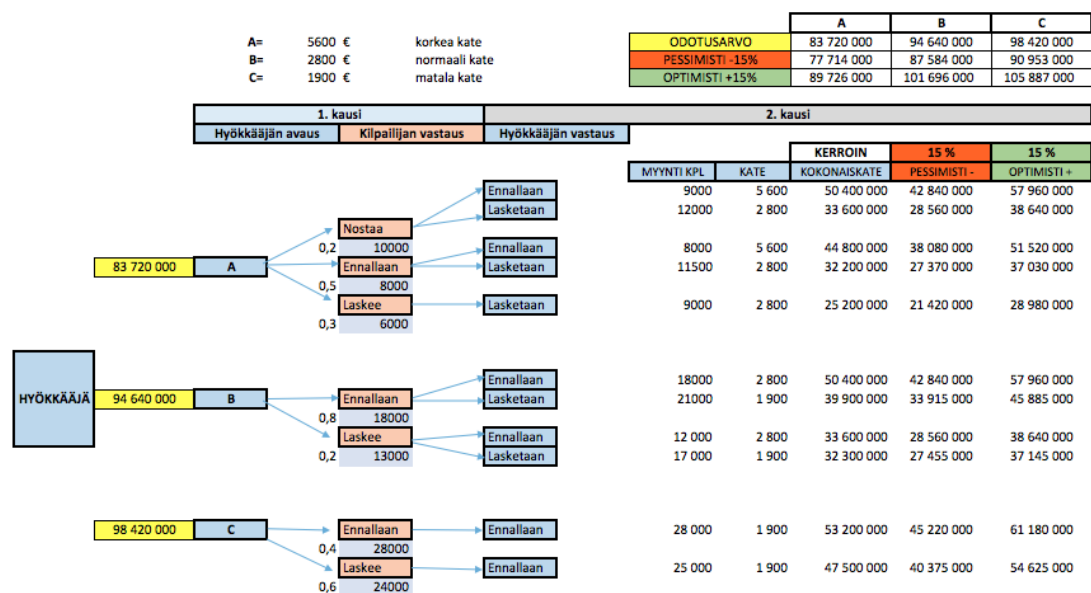 A B C
A= 5600 € korkea kate ODOTUSARVO 83 720 000 94 640 000 98 420 000
B= 2800 € normaali kate PESSIMISTI -15% 77 714 000 87 584 000 90 953 000
C= 1900 € matala kate OPTIMISTI +15% 89 726 000 101 696 000 105 887 000
1. kausi 2. kausi
Hyökkääjän avaus Kilpailijan vastaus Hyökkääjän vastaus
KERROIN 15 % 15 %
MYYNTI KPL KATE KOKONAISKATE PESSIMISTI - OPTIMISTI +
Ennallaan 9000 5 600 50 400 000 42 840 000 57 960 000
Lasketaan 12000 2 800 33 600 000 28 560 000 38 640 000
Nostaa
0,2 10000 Ennallaan 8000 5 600 44 800 000 38 080 000 51 520 000
83 720 000 A Ennallaan Lasketaan 11500 2 800 32 200 000 27 370 000 37 030 000
0,5 8000
Laskee Lasketaan 9000 2 800 25 200 000 21 420 000 28 980 000
0,3 6000
Ennallaan 18000 2 800 50 400 000 42 840 000 57 960 000
HYÖKKÄÄJÄ 94 640 000 B Ennallaan Lasketaan 21000 1 900 39 900 000 33 915 000 45 885 000
0,8 18000
Laskee Ennallaan 12 000 2 800 33 600 000 28 560 000 38 640 000
0,2 13000 Lasketaan 17 000 1 900 32 300 000 27 455 000 37 145 000
98 420 000 C Ennallaan Ennallaan 28 000 1 900 53 200 000 45 220 000 61 180 000
0,4 28000
Laskee Ennallaan 25 000 1 900 47 500 000 40 375 000 54 625 000
0,6 24000